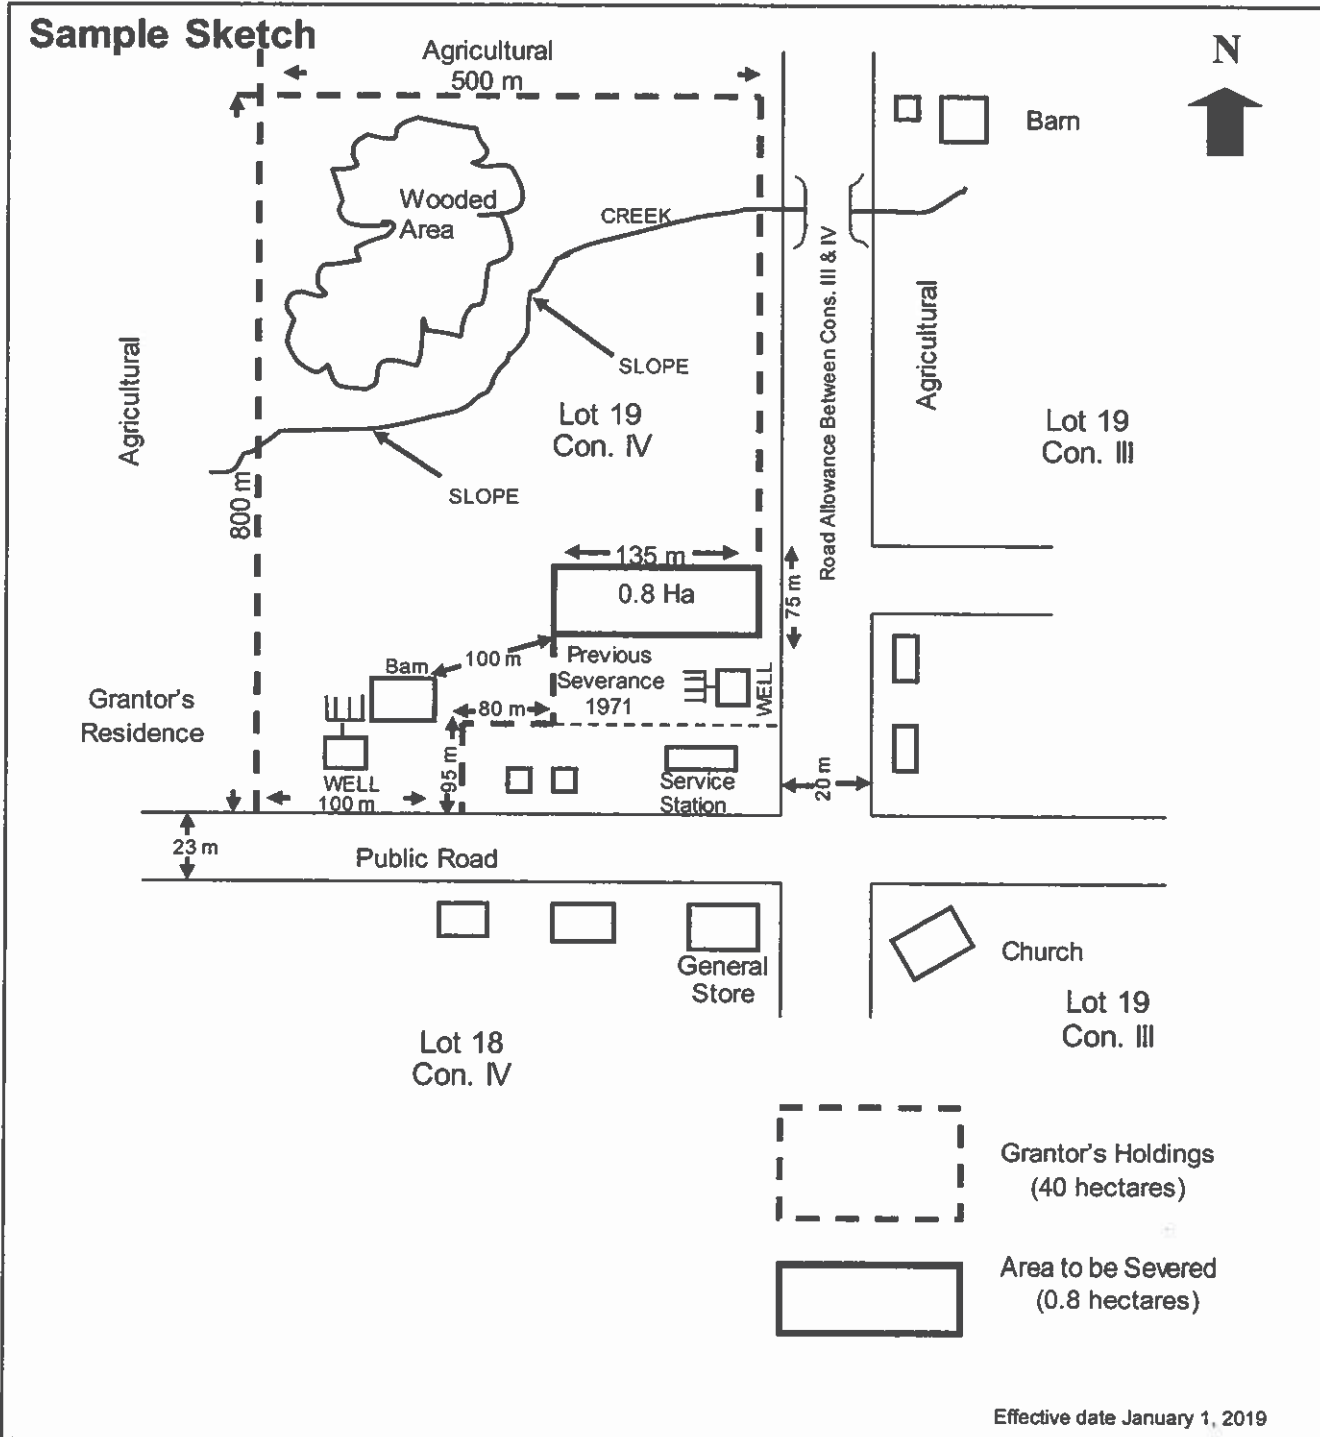 Sample Sketch
Agricultural
500 m
N
Barn
Wooded
Area
CREEK
SLOPE
Agricultural
800 m
Lot 19
Con. IV
SLOPE
Road Allowance Between Cons. III & IV
Agricultural
Lot 19
Con. III
135 m
0.8 Ha
75 m
Barn
100 m
Previous
Severance
1971
WELL
Grantor's
Residence
80 m
95 m
WELL
100 m
Service
Station
20 m
23 m
Public Road
General
Store
Church
Lot 19
Con. III
Lot 18
Con. IV
Grantor's Holdings
(40 hectares)
Area to be Severed
(0.8 hectares)
Effective date January 1, 2019